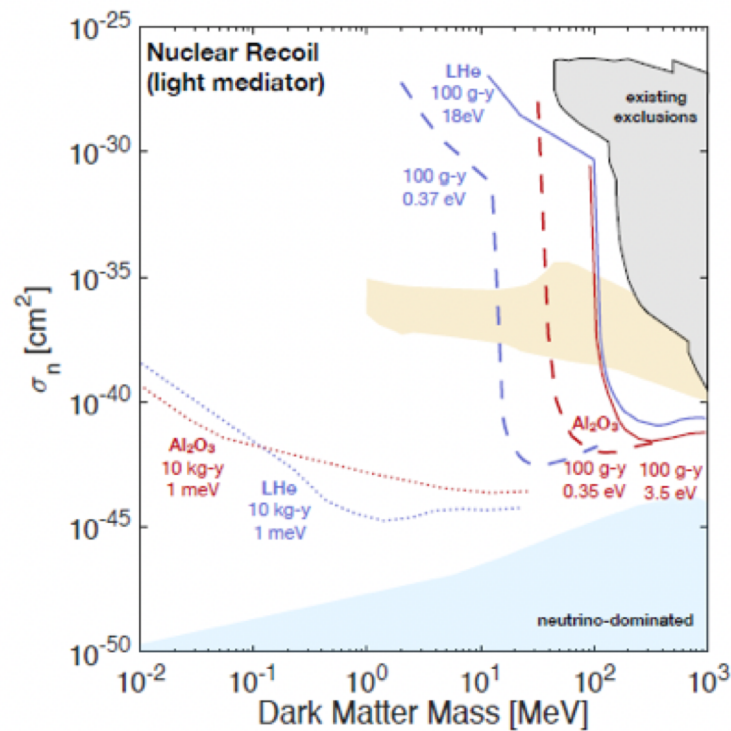 Nuclear Recoil
(light mediator)
LHe
100 g-y
18eV
existing
exclusions
100 g-y
0.37 eV
Al₂O₃
10 kg-y
1 meV
LHe
10 kg-y
1 meV
Al₂O₃
100 g-y
0.35 eV
100 g-y
3.5 eV
neutrino-dominated
σₙ [cm²]
10⁻²⁵
10⁻³⁰
10⁻³⁵
10⁻⁴⁰
10⁻⁴⁵
10⁻⁵⁰
10⁻² 10⁻¹ 10⁰ 10¹ 10² 10³
Dark Matter Mass [MeV]